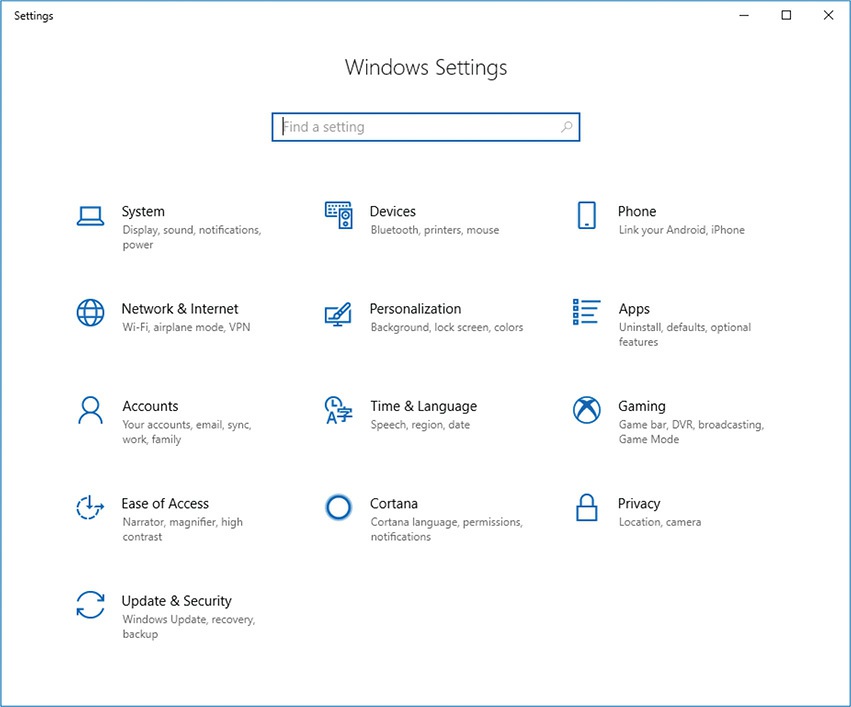 Settings
Windows Settings
Find a setting
System
Display, sound, notifications,
power
Devices
Bluetooth, printers, mouse
Phone
Link your Android, iPhone
Network & Internet
Wi-Fi, airplane mode, VPN
Personalization
Background, lock screen, colors
Apps
Uninstall, defaults, optional
features
Accounts
Your accounts, email, sync,
work, family
Time & Language
Speech, region, date
Gaming
Game bar, DVR, broadcasting,
Game Mode
Ease of Access
Narrator, magnifier, high
contrast
Cortana
Cortana language, permissions,
notifications
Privacy
Location, camera
Update & Security
Windows Update, recovery,
backup